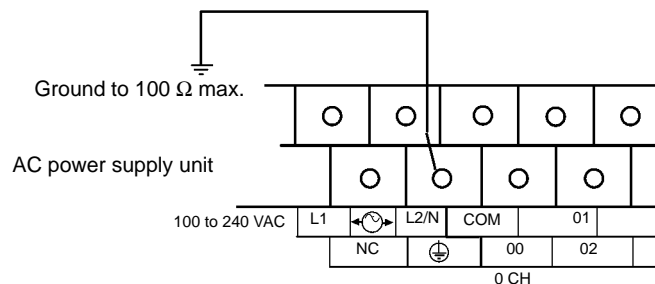 Ground to 100 Ω max.
AC power supply unit
100 to 240 VAC L1 L2/N COM 01
NC 00 02
0 CH